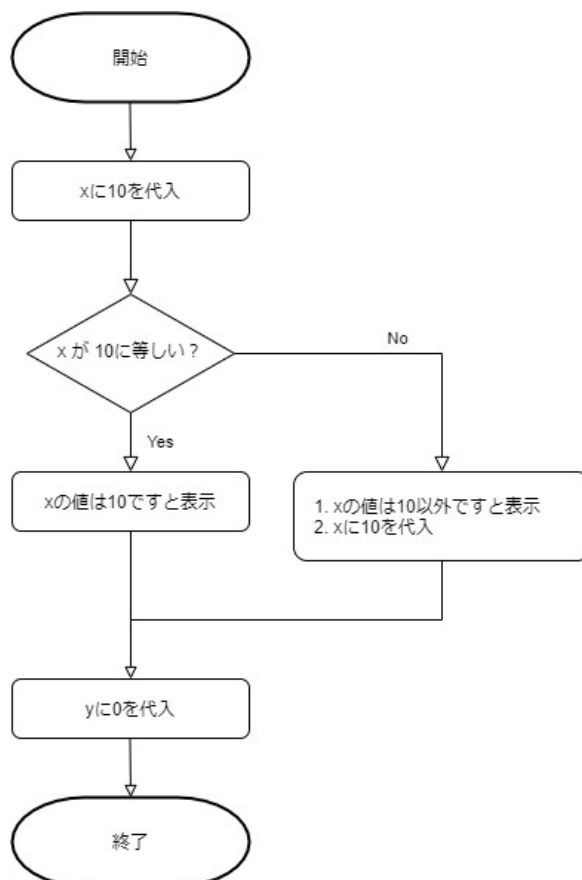 開始
xに10を代入
x が 10に等しい？
No
Yes
xの値は10ですと表示
1. xの値は10以外ですと表示
2. xに10を代入
yに0を代入
終了